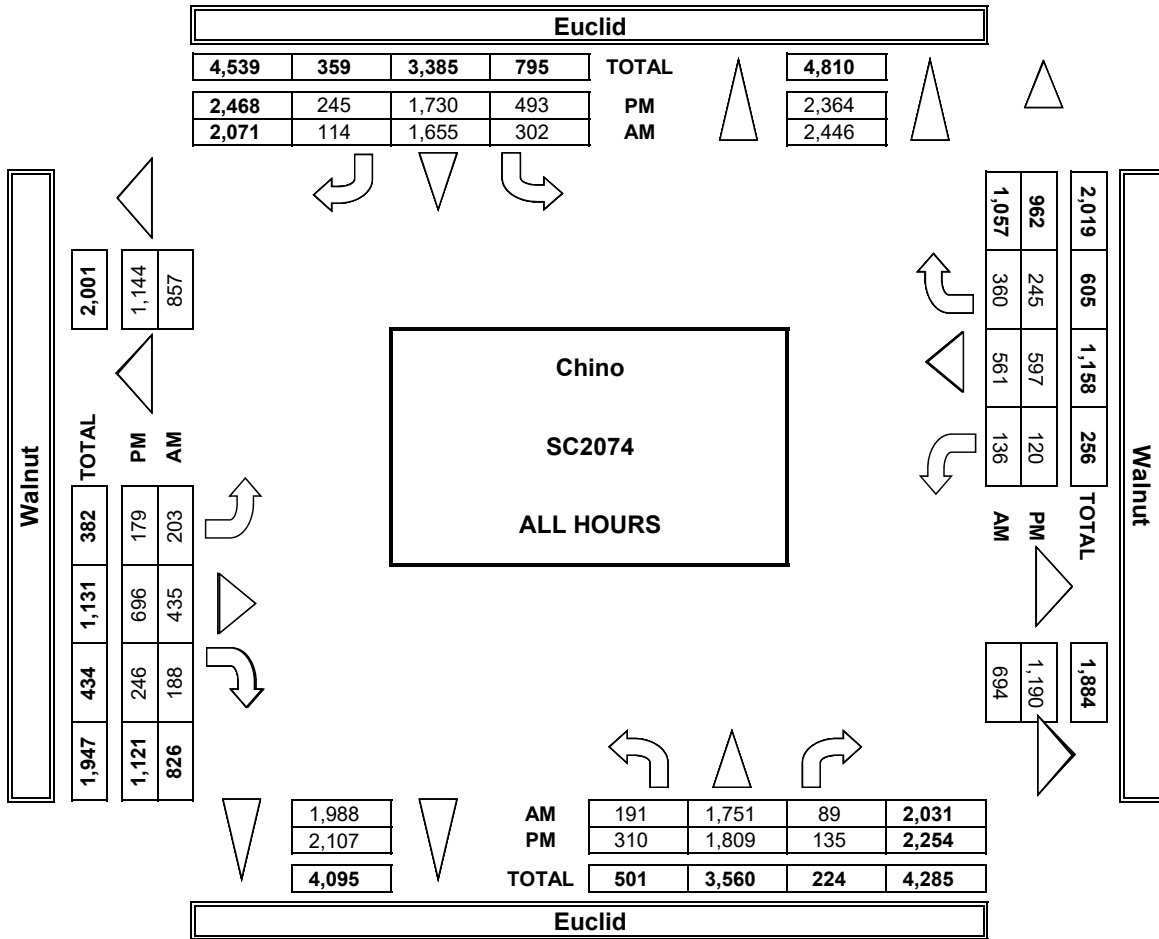 Euclid
4,539 359 3,385 795 TOTAL 4,810
2,468 245 1,730 493 PM 2,364
2,071 114 1,655 302 AM 2,446
Walnut
2,001
1,144
857
TOTAL PM AM
382 179 203
1,131 696 435
434 246 188
1,947 1,121 826
Chino
SC2074
ALL HOURS
1,057 962 2,019
360 245 605
561 597 1,158
136 120 256
AM PM TOTAL
694 1,190 1,884
Walnut
1,988 AM 191 1,751 89 2,031
2,107 PM 310 1,809 135 2,254
4,095 TOTAL 501 3,560 224 4,285
Euclid